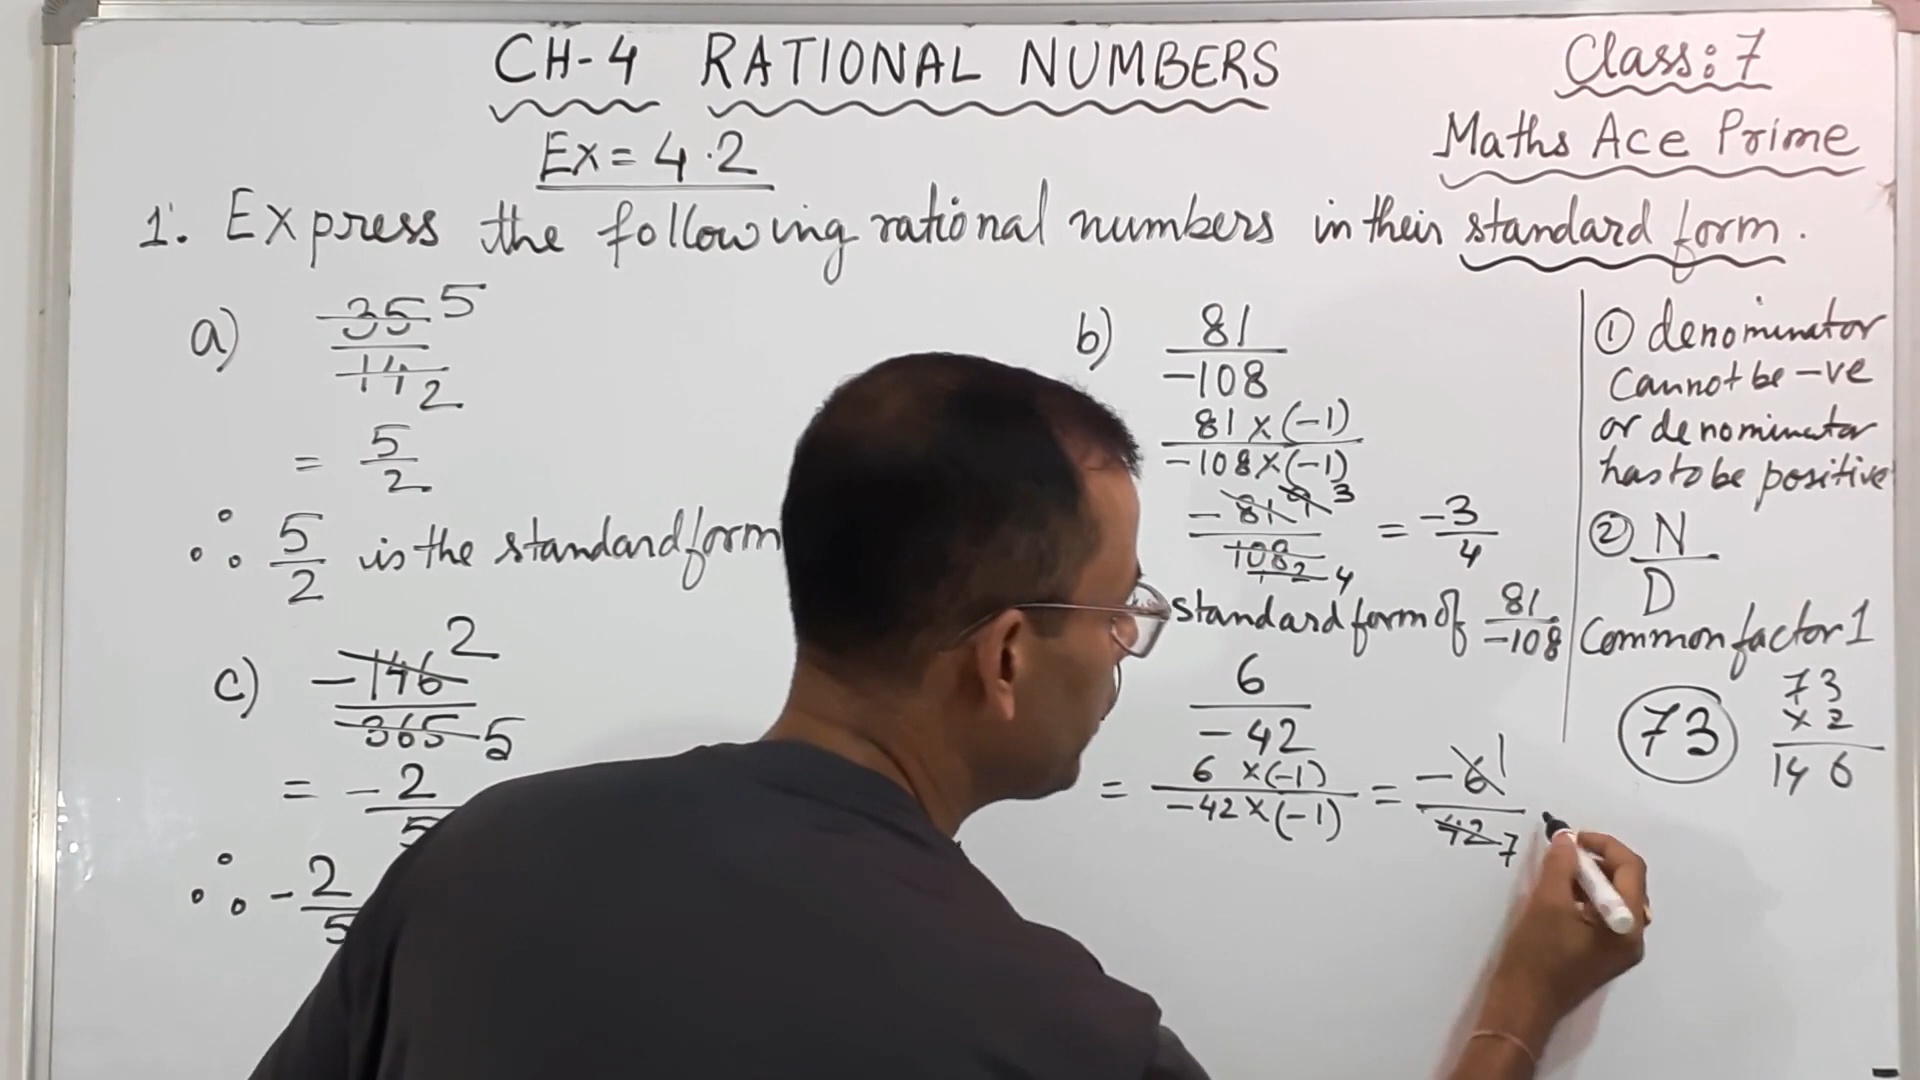 CH-4 RATIONAL NUMBERS
Class: 7
Maths Ace Prime
Ex = 4.2
1. Express the following rational numbers in their standard form.
a) 35/14 5 2
= 5/2
∴ 5/2 is the standard form
c) -146/365 2 5
= -2/5
∴ -2/5
b) 81/-108
81 x (-1)/-108 x (-1)
-81/108 9 3 12 4 = -3/4
standard form of 81/-108
6/-42
= 6 x (-1)/-42 x (-1) = -6/42 1 7
① denominator
Cannot be -ve
or denominator
has to be positive
② N/D
Common factor 1
73
73
x 2
146